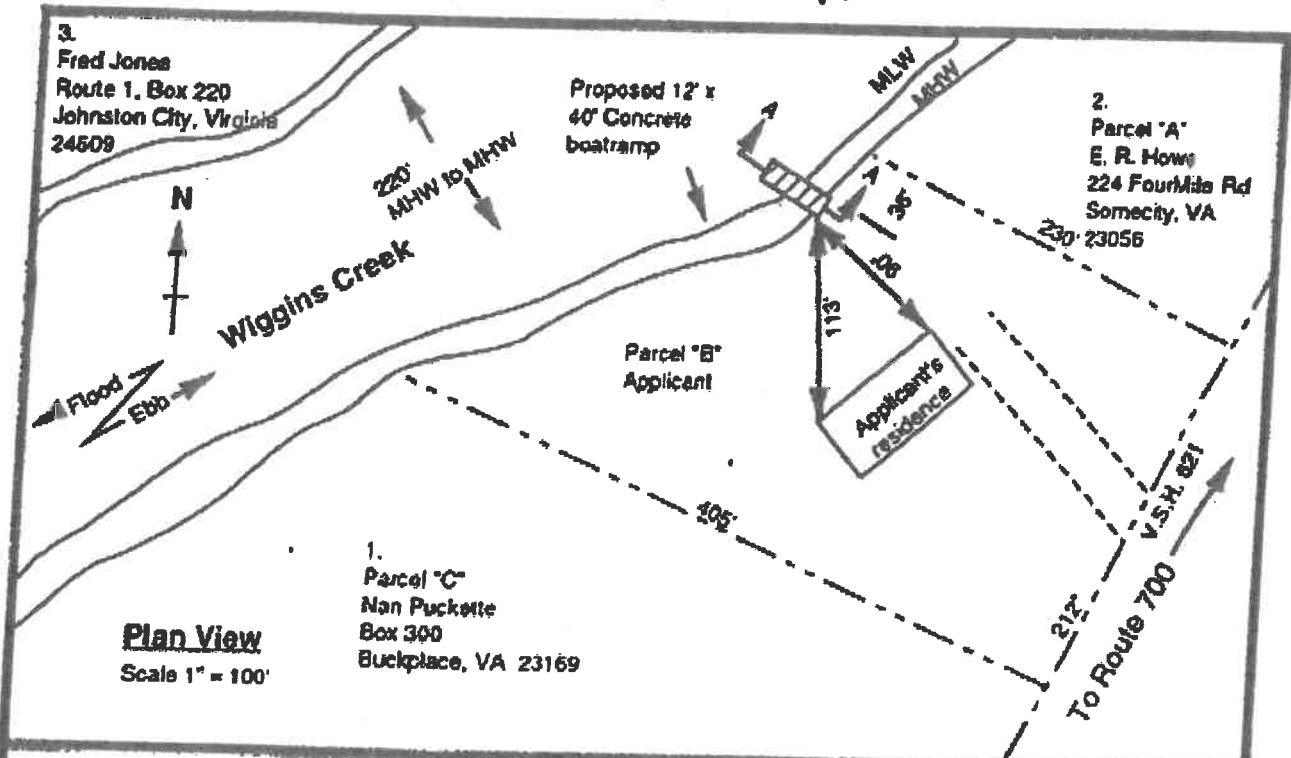 3.
Fred Jones
Route 1, Box 220
Johnston City, Virginia
24509
N
Flood
Ebb
Wiggins Creek
220'
MHW to MHW
Proposed 12' x
40' Concrete
boatramp
MLW
MHW
A
A
36'
90'
113'
2.
Parcel "A"
E. R. Howe
224 FourMile Rd
Somecity, VA
23056
230'
Parcel "B"
Applicant
Applicant's
residence
405'
V.S.H. 621
212'
To Route 700
1.
Parcel "C"
Nan Puckette
Box 300
Buckplace, VA 23169
Plan View
Scale 1" = 100'